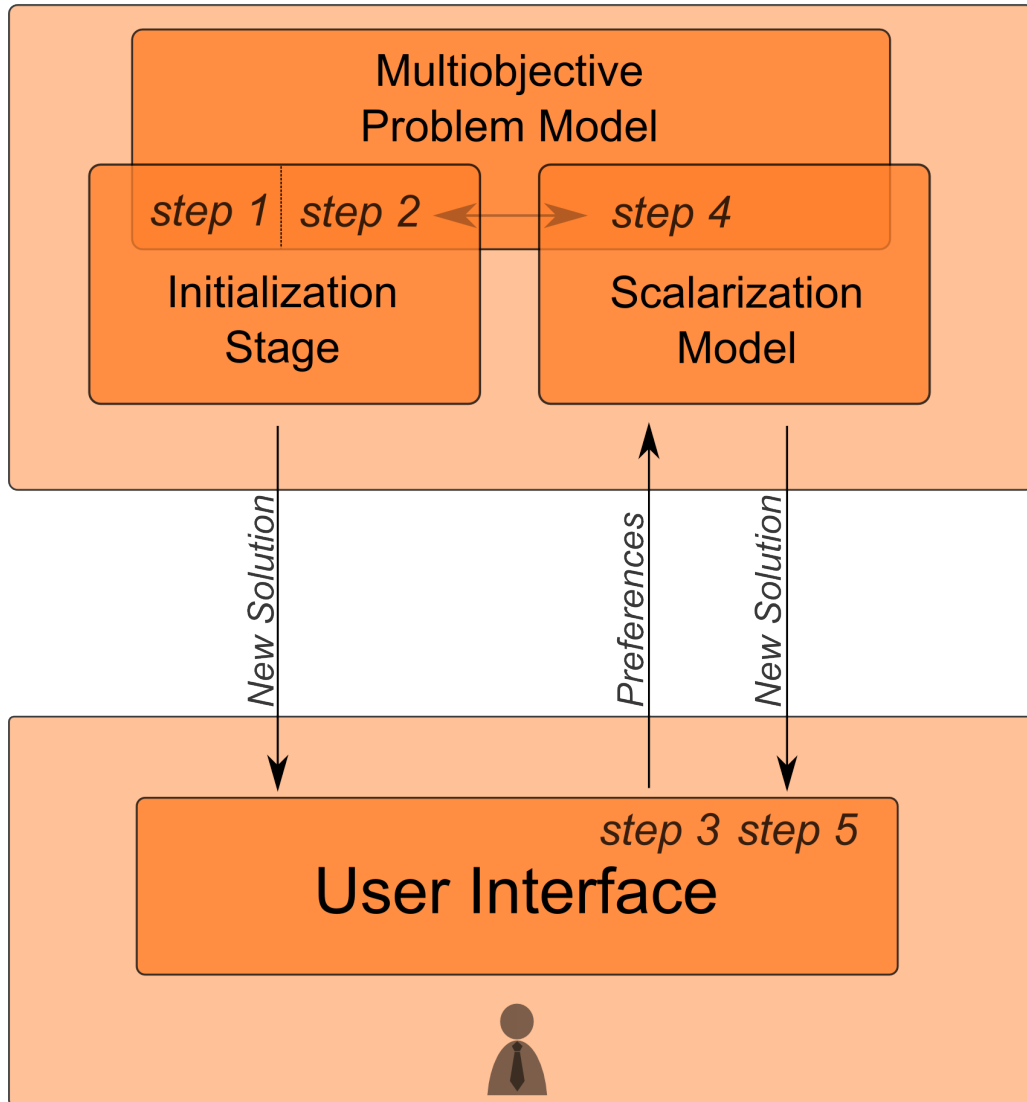 Multiobjective
Problem Model
step 1
step 2
step 4
Initialization
Stage
Scalarization
Model
New Solution
Preferences
New Solution
step 3
step 5
User Interface